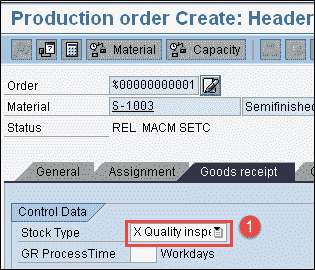 Production order Create: Header
Material Capacity
Order %00000000001
Material S-1003 Semifinished
Status REL MACM SETC
General Assignment Goods receipt
Control Data
Stock Type X Quality inspe 1
GR ProcessTime Workdays